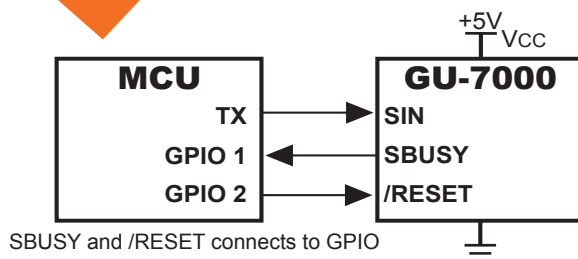 +5V
VCC
MCU GU-7000
TX SIN
GPIO 1 SBUSY
GPIO 2 /RESET
SBUSY and /RESET connects to GPIO